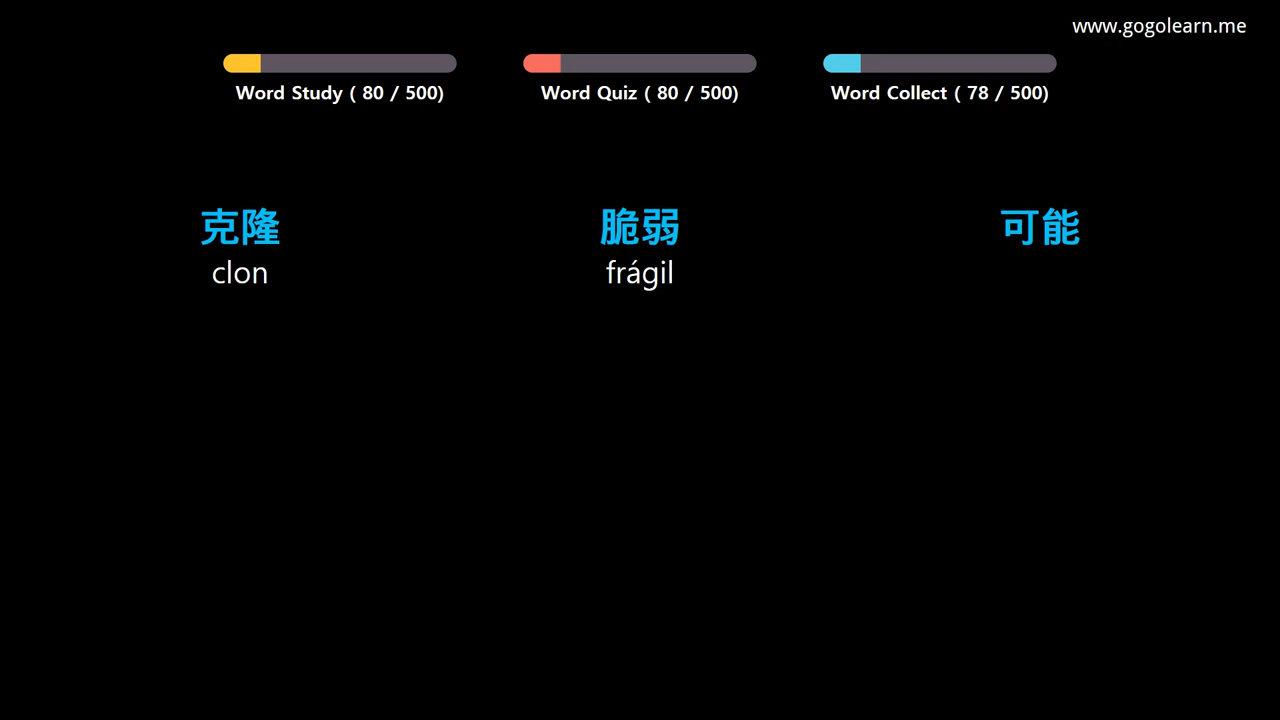 www.gogolearn.me
Word Study ( 80 / 500)
Word Quiz ( 80 / 500)
Word Collect ( 78 / 500)
克隆
脆弱
可能
clon
frágil